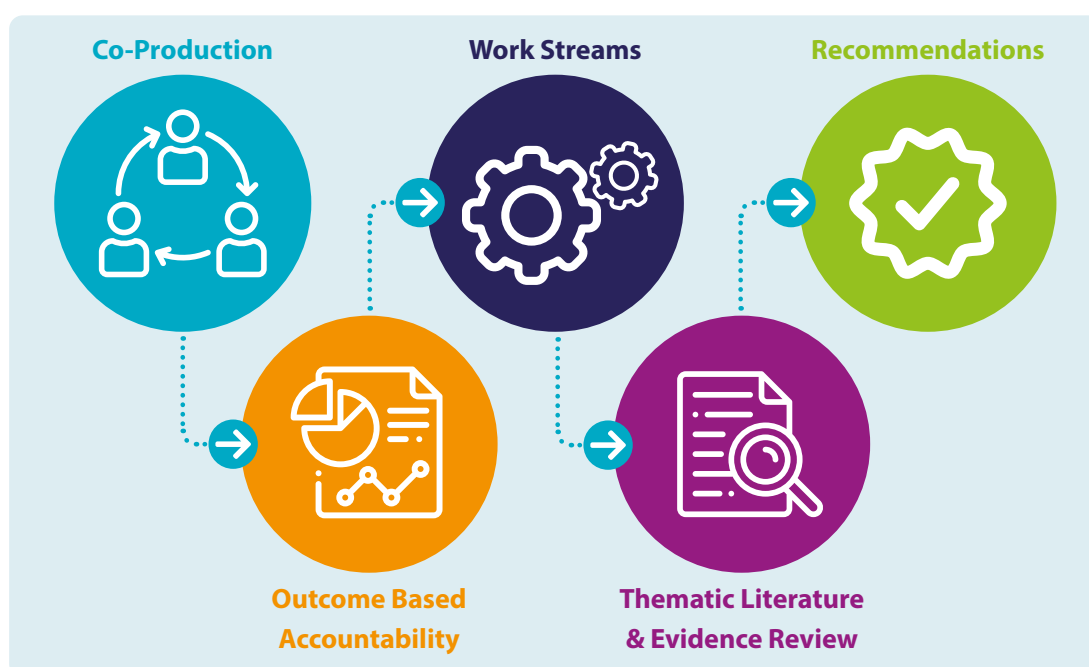 Co-Production
Work Streams
Recommendations
Outcome Based
Accountability
Thematic Literature
& Evidence Review